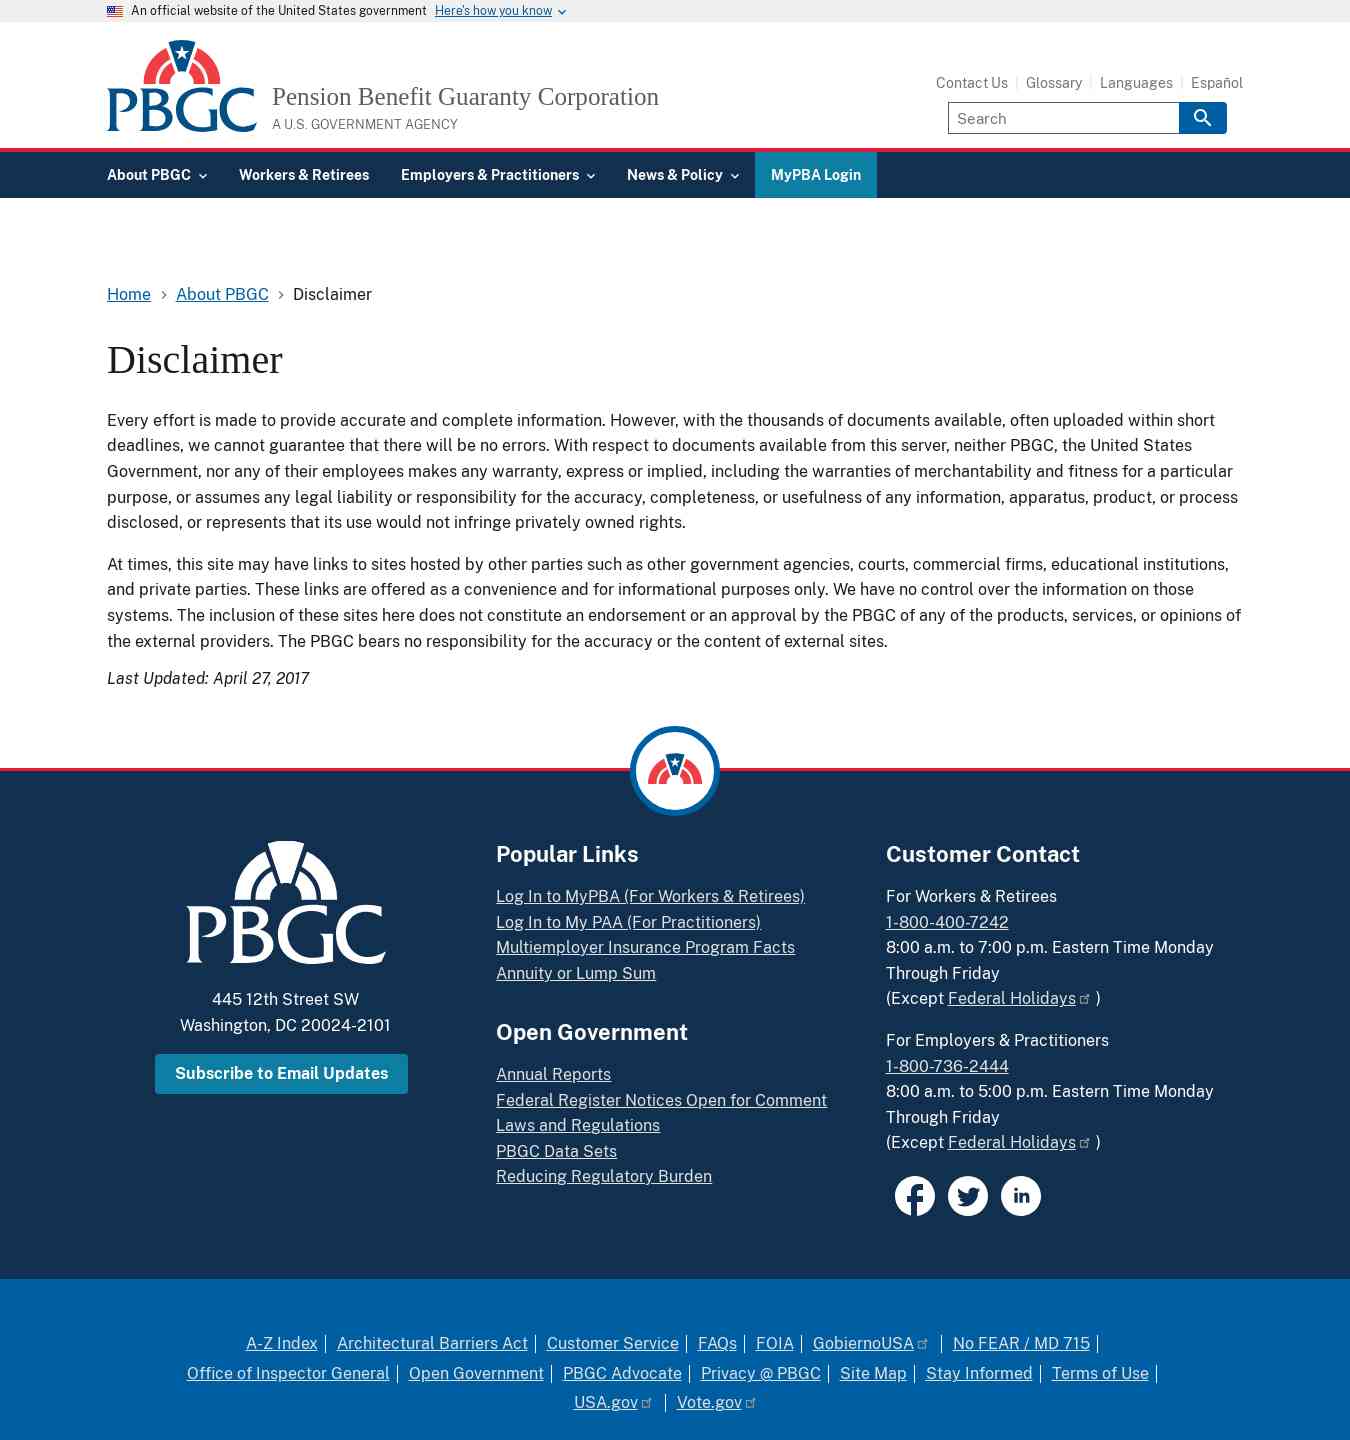 An official website of the United States government Here's how you know
PBGC
Pension Benefit Guaranty Corporation
A U.S. GOVERNMENT AGENCY
Contact Us Glossary Languages Español
Search
About PBGC Workers & Retirees Employers & Practitioners News & Policy MyPBA Login
Home About PBGC Disclaimer
Disclaimer
Every effort is made to provide accurate and complete information. However, with the thousands of documents available, often uploaded within short
deadlines, we cannot guarantee that there will be no errors. With respect to documents available from this server, neither PBGC, the United States
Government, nor any of their employees makes any warranty, express or implied, including the warranties of merchantability and fitness for a particular
purpose, or assumes any legal liability or responsibility for the accuracy, completeness, or usefulness of any information, apparatus, product, or process
disclosed, or represents that its use would not infringe privately owned rights.
At times, this site may have links to sites hosted by other parties such as other government agencies, courts, commercial firms, educational institutions,
and private parties. These links are offered as a convenience and for informational purposes only. We have no control over the information on those
systems. The inclusion of these sites here does not constitute an endorsement or an approval by the PBGC of any of the products, services, or opinions of
the external providers. The PBGC bears no responsibility for the accuracy or the content of external sites.
Last Updated: April 27, 2017
PBGC
445 12th Street SW
Washington, DC 20024-2101
Subscribe to Email Updates
Popular Links
Log In to MyPBA (For Workers & Retirees)
Log In to My PAA (For Practitioners)
Multiemployer Insurance Program Facts
Annuity or Lump Sum
Open Government
Annual Reports
Federal Register Notices Open for Comment
Laws and Regulations
PBGC Data Sets
Reducing Regulatory Burden
Customer Contact
For Workers & Retirees
1-800-400-7242
8:00 a.m. to 7:00 p.m. Eastern Time Monday
Through Friday
(Except Federal Holidays )
For Employers & Practitioners
1-800-736-2444
8:00 a.m. to 5:00 p.m. Eastern Time Monday
Through Friday
(Except Federal Holidays )
in
A-Z Index Architectural Barriers Act Customer Service FAQs FOIA GobiernoUSA No FEAR / MD 715
Office of Inspector General Open Government PBGC Advocate Privacy @ PBGC Site Map Stay Informed Terms of Use
USA.gov Vote.gov